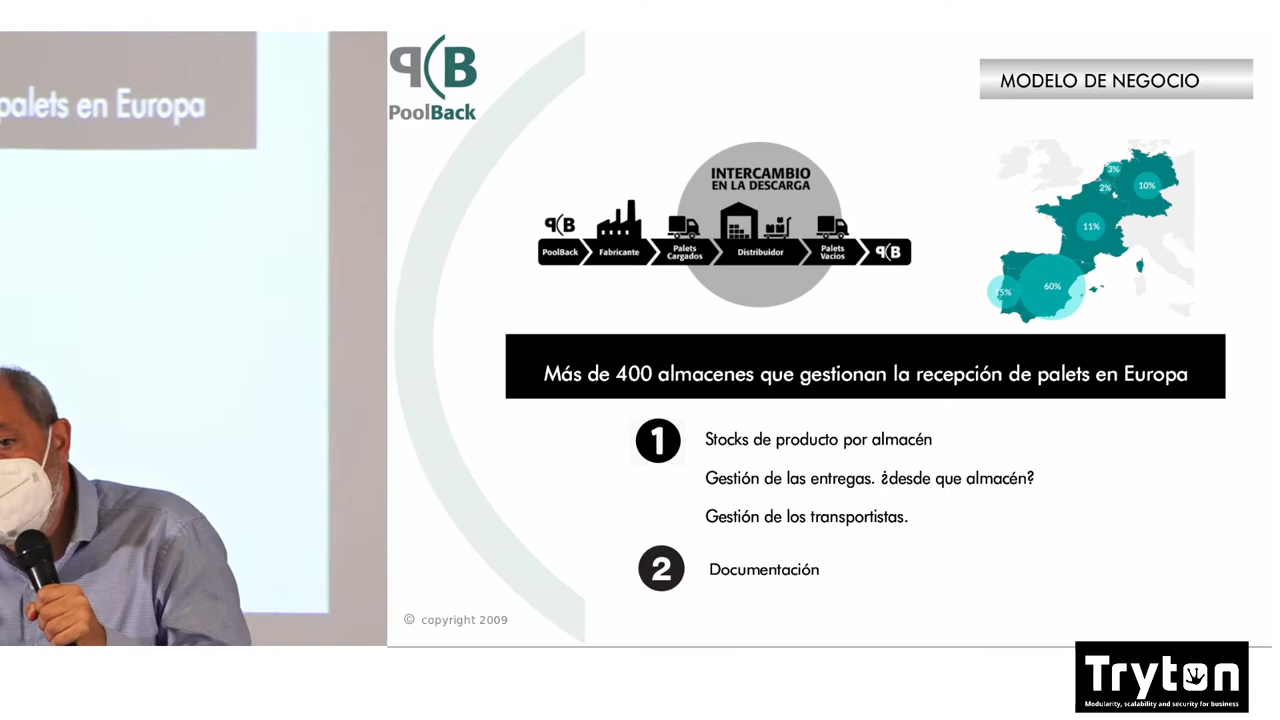 palets en Europa
PoolBack
MODELO DE NEGOCIO
INTERCAMBIO
EN LA DESCARGA
PoolBack
Fabricante
Palets
Cargados
Distribuidor
Palets
Vacíos
3%
2%
10%
11%
60%
15%
Más de 400 almacenes que gestionan la recepción de palets en Europa
1
Stocks de producto por almacén
Gestión de las entregas. ¿desde que almacén?
Gestión de los transportistas.
2
Documentación
© copyright 2009
Tryton
Modularity, scalability and security for business